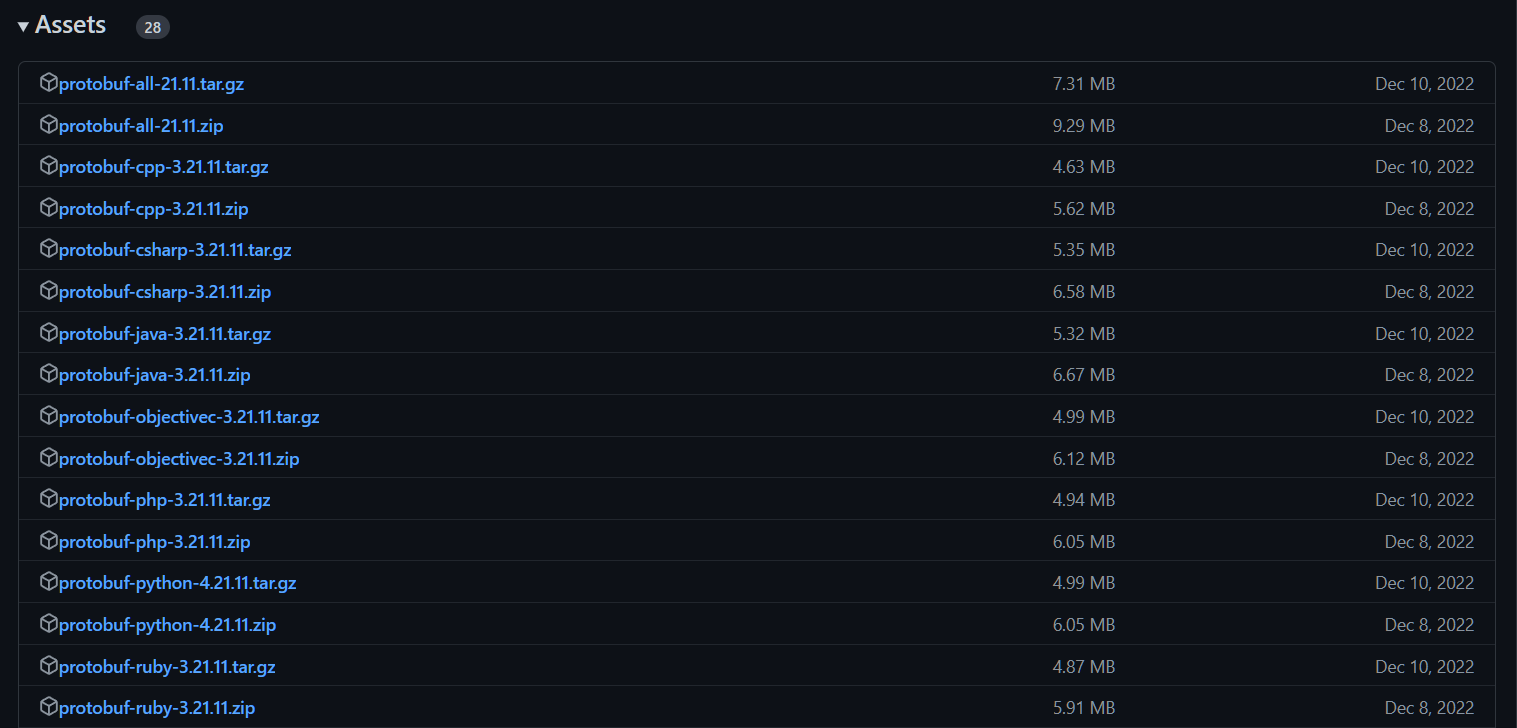 Assets 28
protobuf-all-21.11.tar.gz 7.31 MB Dec 10, 2022
protobuf-all-21.11.zip 9.29 MB Dec 8, 2022
protobuf-cpp-3.21.11.tar.gz 4.63 MB Dec 10, 2022
protobuf-cpp-3.21.11.zip 5.62 MB Dec 8, 2022
protobuf-csharp-3.21.11.tar.gz 5.35 MB Dec 10, 2022
protobuf-csharp-3.21.11.zip 6.58 MB Dec 8, 2022
protobuf-java-3.21.11.tar.gz 5.32 MB Dec 10, 2022
protobuf-java-3.21.11.zip 6.67 MB Dec 8, 2022
protobuf-objectivec-3.21.11.tar.gz 4.99 MB Dec 10, 2022
protobuf-objectivec-3.21.11.zip 6.12 MB Dec 8, 2022
protobuf-php-3.21.11.tar.gz 4.94 MB Dec 10, 2022
protobuf-php-3.21.11.zip 6.05 MB Dec 8, 2022
protobuf-python-4.21.11.tar.gz 4.99 MB Dec 10, 2022
protobuf-python-4.21.11.zip 6.05 MB Dec 8, 2022
protobuf-ruby-3.21.11.tar.gz 4.87 MB Dec 10, 2022
protobuf-ruby-3.21.11.zip 5.91 MB Dec 8, 2022